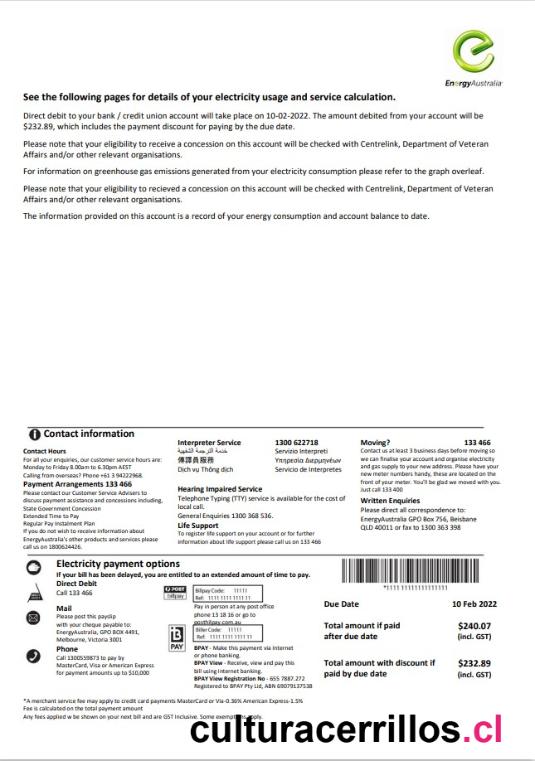 EnergyAustralia
See the following pages for details of your electricity usage and service calculation.
Direct debit to your bank / credit union account will take place on 10-02-2022. The amount debited from your account will be
$232.89, which includes the payment discount for paying by the due date.
Please note that your eligibility to receive a concession on this account will be checked with Centrelink, Department of Veteran
Affairs and/or other relevant organisations.
For information on greenhouse gas emissions generated from your electricity consumption please refer to the graph overleaf.
Please note that your eligibility to recieved a concession on this account will be checked with Centrelink, Department of Veteran
Affairs and/or other relevant organisations.
The information provided on this account is a record of your energy consumption and account balance to date.
Contact information
Contact Hours
For all your enquiries, our customer service hours are:
Monday to Friday 8.00am to 6.30pm AEST
Calling from overseas? Phone +61 3 94222968.
Payment Arrangements 133 466
Please contact our Customer Service Advisers to
discuss payment assistance and concessions including,
State Government Concession
Extended Time to Pay
Regular Pay Instalment Plan
If you do not wish to receive information about
EnergyAustralia's other products and services please
call us on 1800624426.
Interpreter Service 1300 622718
خدمة الترجمة الشفهية Servizio Interpreti
傳譯員服務 Υπηρεσία Διερμηνέων
Dịch vụ Thông dịch Servicio de Interpretes
Hearing Impaired Service
Telephone Typing (TTY) service is available for the cost of
local call.
General Enquiries 1300 368 536.
Life Support
To register life support on your account or for further
information about life support please call us on 133 466
Moving? 133 466
Contact us at least 3 business days before moving so
we can finalise your account and organise electricity
and gas supply to your new address. Please have your
new meter numbers handy, these are located on the
front of your meter. You'll be glad we moved with you.
Just call 133 400
Written Enquiries
Please direct all correspondence to:
EnergyAustralia GPO Box 756, Beisbane
QLD 40011 or fax to 1300 363 398
Electricity payment options
If your bill has been delayed, you are entitled to an extended amount of time to pay.
Direct Debit
Call 133 466
Mail
Please post this payslip
with your cheque payable to:
EnergyAustralia, GPO BOX 4491,
Melbourne, Victoria 3001
Phone
Call 1300559873 to pay by
MasterCard, Visa or American Express
for payment amounts up to $10,000
POST
billpay
Billpay Code: 11111
Ref: 1111 1111 1111 11
Pay in person at any post office
phone 13 18 16 or go to
postbillpay.com.au
B
PAY
Biller Code: 11111
Ref: 1111 1111 1111 11
BPAY - Make this payment via Internet
or phone banking.
BPAY View - Receive, view and pay this
bill using Internet banking.
BPAY View Registration No - 655 7887.272
Registered to BPAY Pty Ltd, ABN 69079137538
Due Date 10 Feb 2022
Total amount if paid $240.07
after due date (incl. GST)
Total amount with discount if $232.89
paid by due date (incl. GST)
*A merchant service fee may apply to credit card payments MasterCard or Via-0.36% American Express-1.5%
Fee is calculated on the total payment amount
Any fees applied we be shown on your next bill and are GST Inclusive. Some exemptions apply.
culturacerrillos.cl